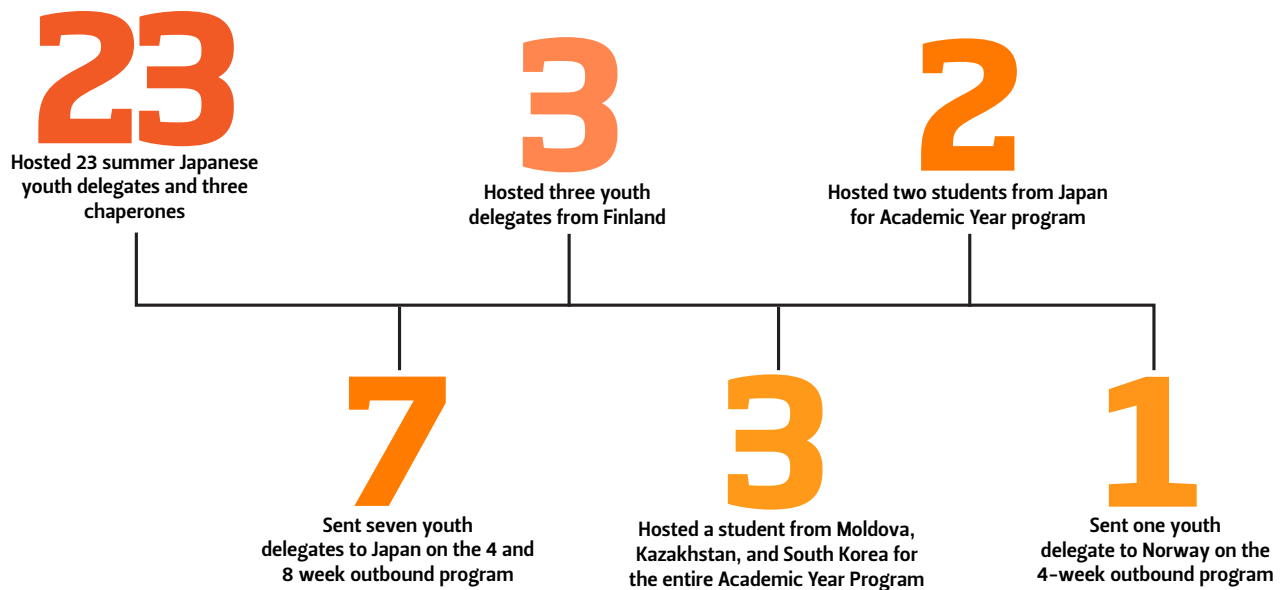 23
Hosted 23 summer Japanese
youth delegates and three
chaperones
3
Hosted three youth
delegates from Finland
2
Hosted two students from Japan
for Academic Year program
7
Sent seven youth
delegates to Japan on the 4 and
8 week outbound program
3
Hosted a student from Moldova,
Kazakhstan, and South Korea for
the entire Academic Year Program
1
Sent one youth
delegate to Norway on the
4-week outbound program